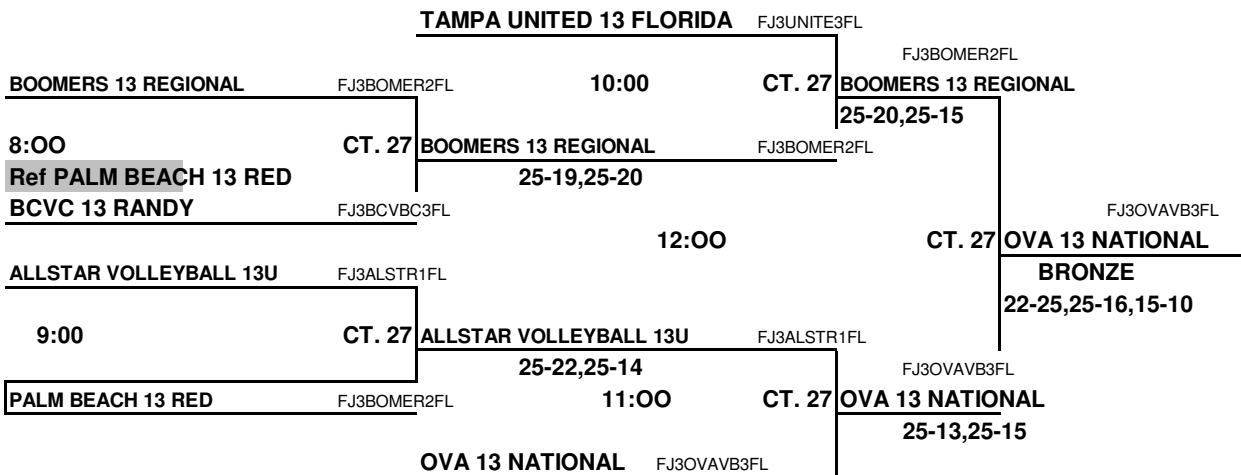 TAMPA UNITED 13 FLORIDA FJ3UNITE3FL
FJ3BOMER2FL
BOOMERS 13 REGIONAL FJ3BOMER2FL 10:00 CT. 27 BOOMERS 13 REGIONAL
25-20,25-15
8:OO CT. 27 BOOMERS 13 REGIONAL FJ3BOMER2FL
Ref PALM BEACH 13 RED 25-19,25-20
BCVC 13 RANDY FJ3BCVBC3FL FJ3OVAVB3FL
12:OO CT. 27 OVA 13 NATIONAL
ALLSTAR VOLLEYBALL 13U FJ3ALSTR1FL BRONZE
22-25,25-16,15-10
9:00 CT. 27 ALLSTAR VOLLEYBALL 13U FJ3ALSTR1FL
25-22,25-14 FJ3OVAVB3FL
PALM BEACH 13 RED FJ3BOMER2FL 11:OO CT. 27 OVA 13 NATIONAL
25-13,25-15
OVA 13 NATIONAL FJ3OVAVB3FL